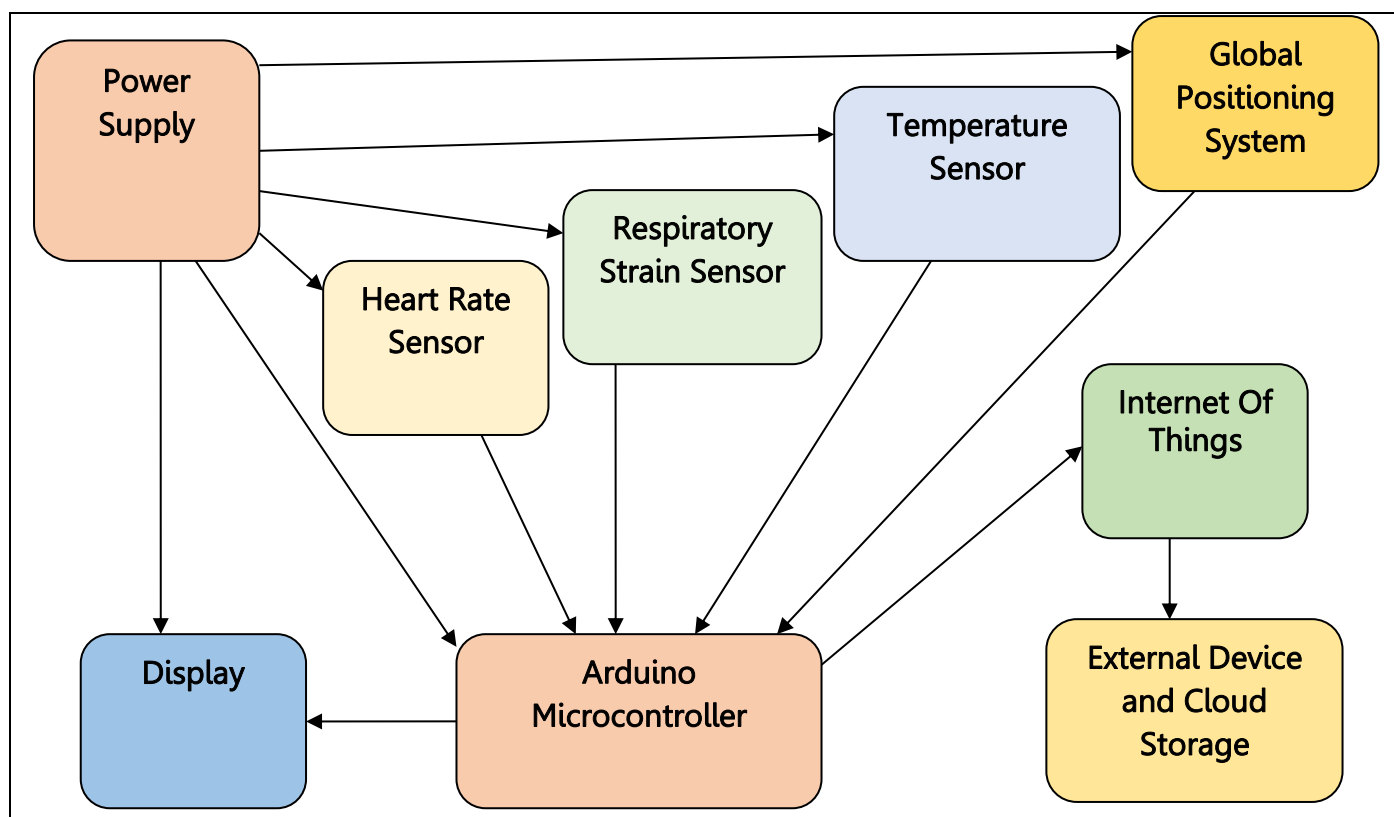 Power
Supply
Global
Positioning
System
Temperature
Sensor
Respiratory
Strain Sensor
Heart Rate
Sensor
Internet Of
Things
Display
Arduino
Microcontroller
External Device
and Cloud
Storage